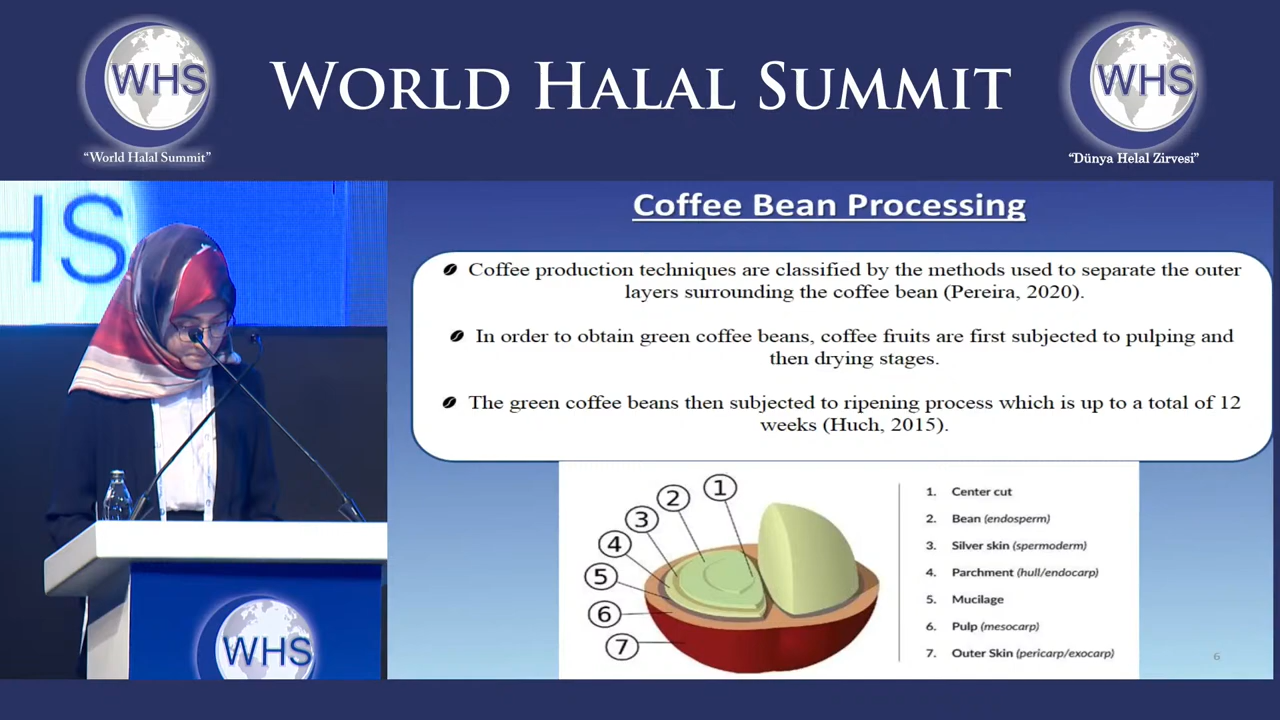 WHS
"World Halal Summit"
WORLD HALAL SUMMIT
WHS
"Dünya Helal Zirvesi"
HS
WHS
Coffee Bean Processing
Coffee production techniques are classified by the methods used to separate the outer
layers surrounding the coffee bean (Pereira, 2020).
In order to obtain green coffee beans, coffee fruits are first subjected to pulping and
then drying stages.
The green coffee beans then subjected to ripening process which is up to a total of 12
weeks (Huch, 2015).
1
2
3
4
5
6
7
1. Center cut
2. Bean (endosperm)
3. Silver skin (spermoderm)
4. Parchment (hull/endocarp)
5. Mucilage
6. Pulp (mesocarp)
7. Outer Skin (pericarp/exocarp)
6